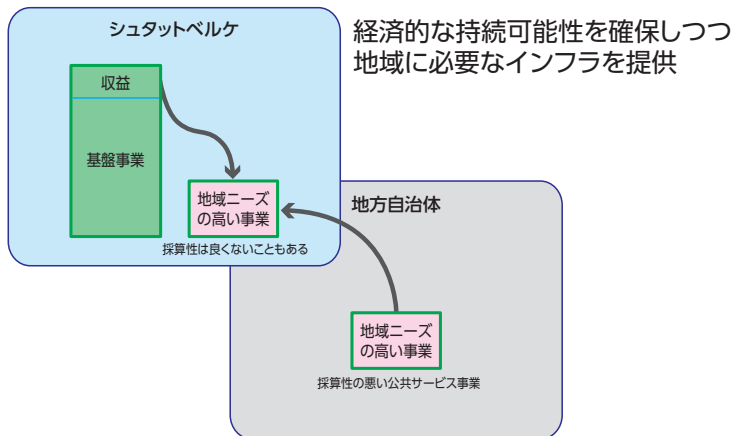 シュタットベルケ
経済的な持続可能性を確保しつつ
地域に必要なインフラを提供
収益
基盤事業
地域ニーズ
の高い事業
採算性は良くないこともある
地方自治体
地域ニーズ
の高い事業
採算性の悪い公共サービス事業